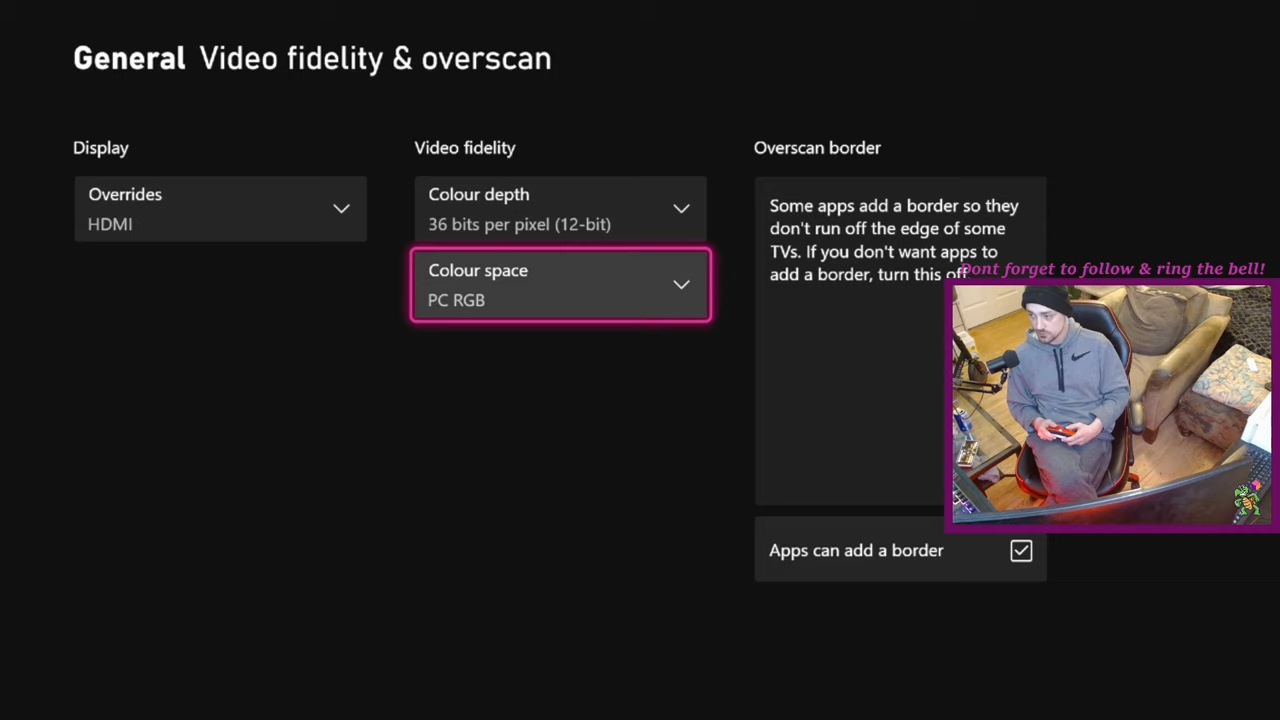 General Video fidelity & overscan
Display
Overrides
HDMI
Video fidelity
Colour depth
36 bits per pixel (12-bit)
Colour space
PC RGB
Overscan border
Some apps add a border so they
don't run off the edge of some
TVs. If you don't want apps to
add a border, turn this off
Apps can add a border
Dont forget to follow & ring the bell!